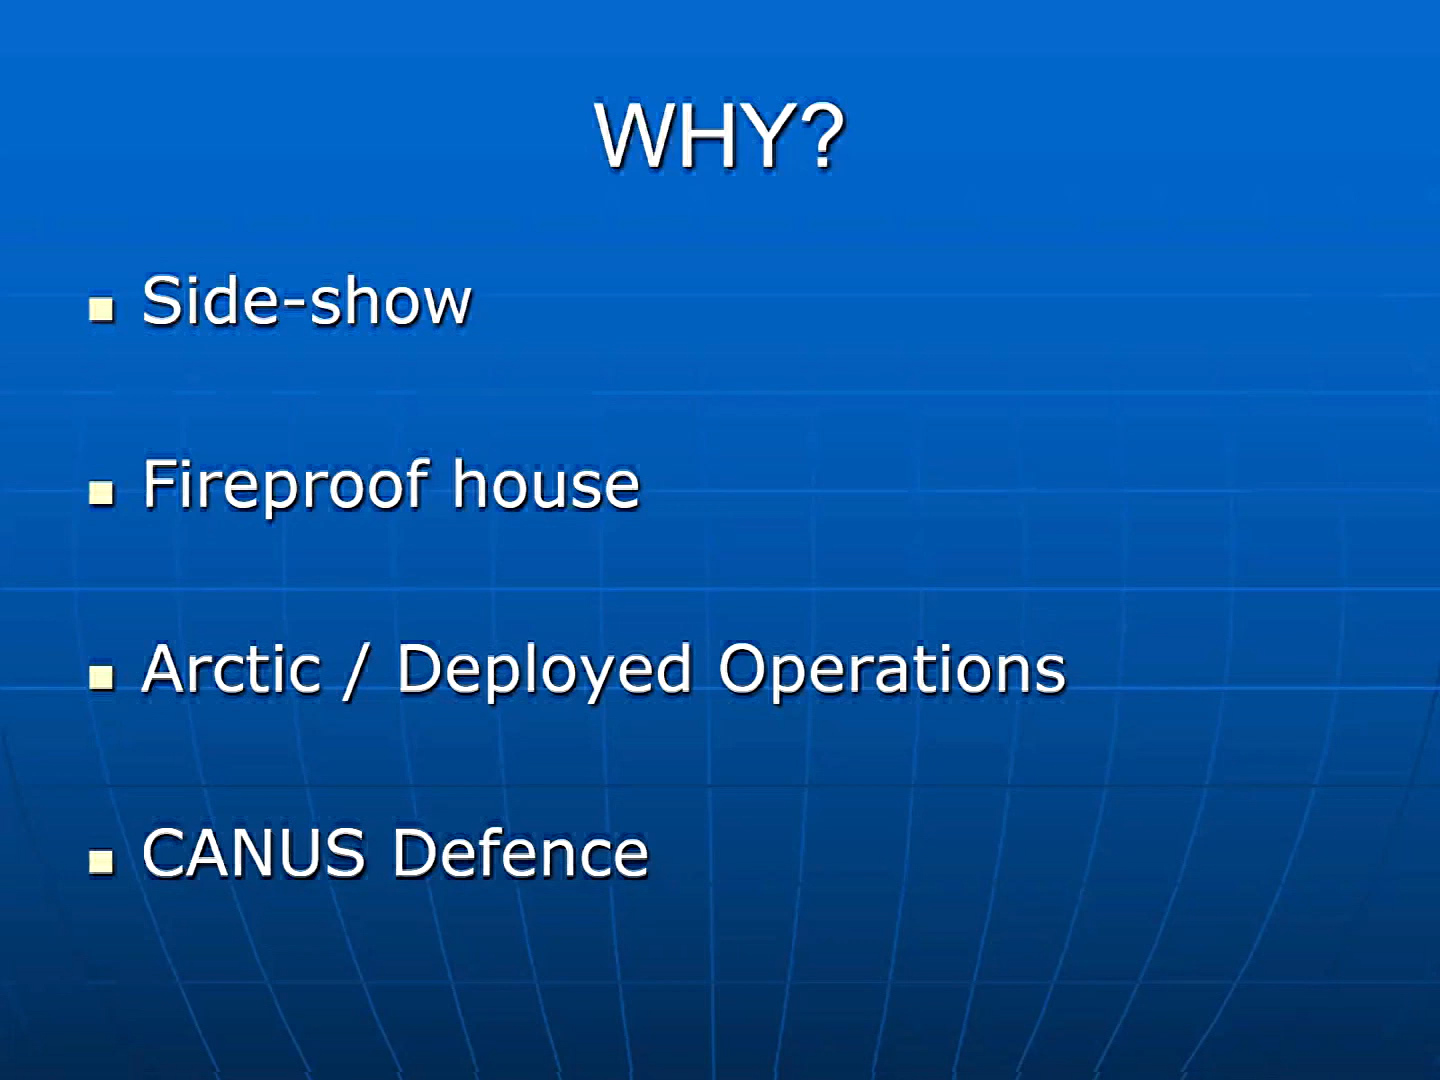 WHY?
Side-show
Fireproof house
Arctic / Deployed Operations
CANUS Defence